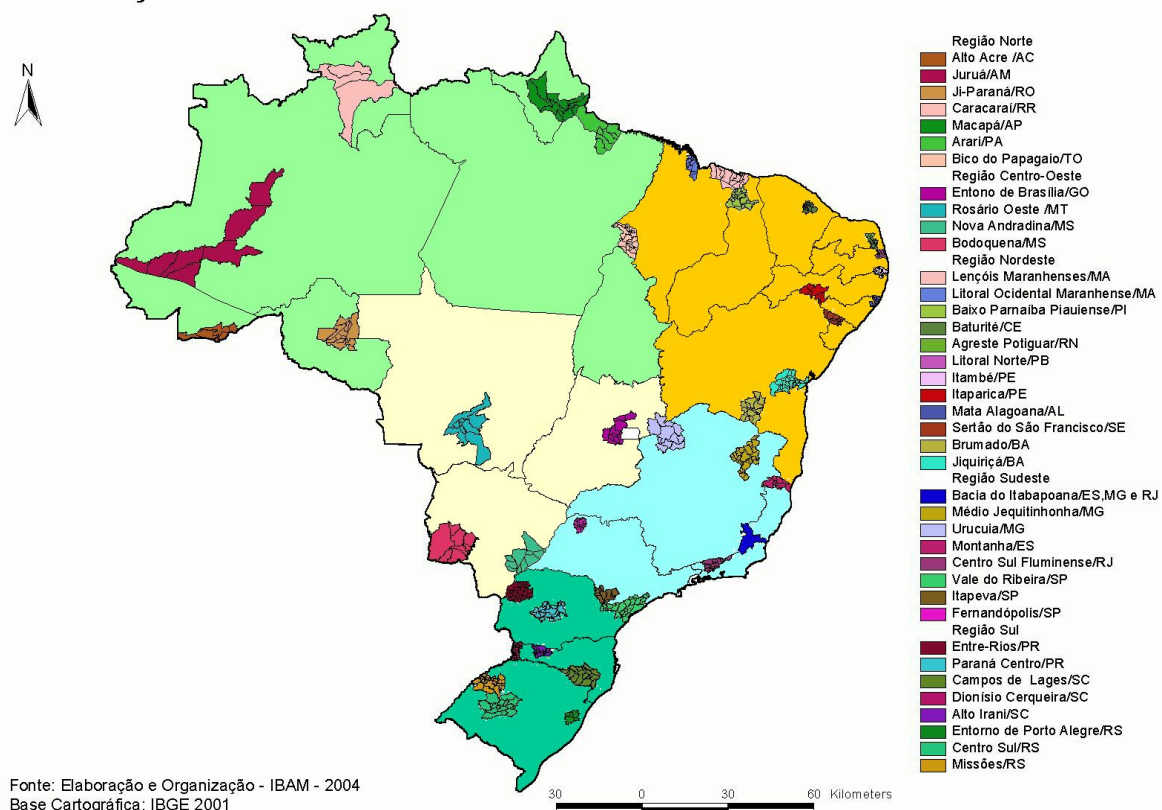 N
Região Norte
Alto Acre /AC
Juruá/AM
Ji-Paraná/RO
Caracaraí/RR
Macapá/AP
Arari/PA
Bico do Papagaio/TO
Região Centro-Oeste
Entono de Brasília/GO
Rosário Oeste /MT
Nova Andradina/MS
Bodoquena/MS
Região Nordeste
Lençóis Maranhenses/MA
Litoral Ocidental Maranhense/MA
Baixo Parnaiba Piauiense/PI
Baturité/CE
Agreste Potiguar/RN
Litoral Norte/PB
Itambé/PE
Itaparica/PE
Mata Alagoana/AL
Sertão do São Francisco/SE
Brumado/BA
Jiquiriçá/BA
Região Sudeste
Bacia do Itabapoana/ES,MG e RJ
Médio Jequitinhonha/MG
Urucuia/MG
Montanha/ES
Centro Sul Fluminense/RJ
Vale do Ribeira/SP
Itapeva/SP
Fernandópolis/SP
Região Sul
Entre-Rios/PR
Paraná Centro/PR
Campos de Lages/SC
Dionísio Cerqueira/SC
Alto Irani/SC
Entorno de Porto Alegre/RS
Centro Sul/RS
Missões/RS
Fonte: Elaboração e Organização - IBAM - 2004
Base Cartográfica: IBGE 2001
30 0 30 60 Kilometers